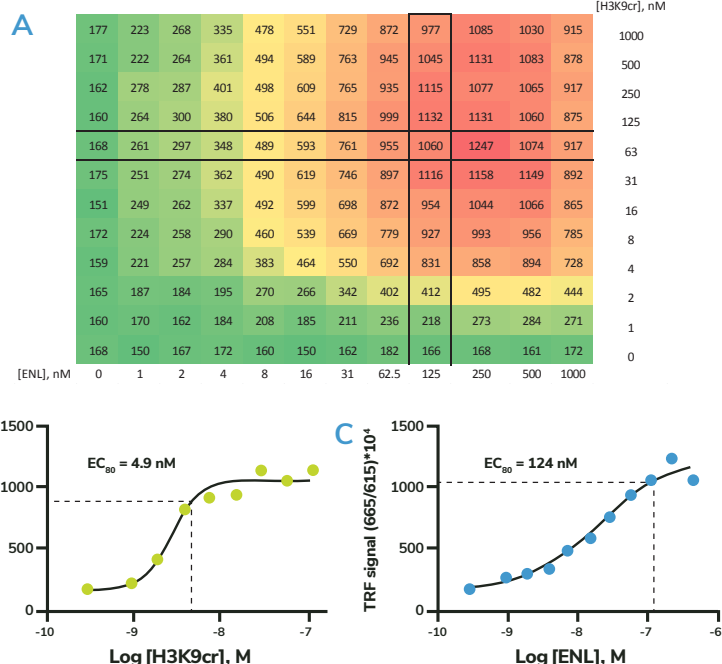 [H3K9cr], nM
A
177 223 268 335 478 551 729 872 977 1085 1030 915 1000
171 222 264 361 494 589 763 945 1045 1131 1083 878 500
162 278 287 401 498 609 765 935 1115 1077 1065 917 250
160 264 300 380 506 644 815 999 1132 1131 1060 875 125
168 261 297 348 489 593 761 955 1060 1247 1074 917 63
175 251 274 362 490 619 746 897 1116 1158 1149 892 31
151 249 262 337 492 599 698 872 954 1044 1066 865 16
172 224 258 290 460 539 669 779 927 993 956 785 8
159 221 257 284 383 464 550 692 831 858 894 728 4
165 187 184 195 270 266 342 402 412 495 482 444 2
160 170 162 184 208 185 211 236 218 273 284 271 1
168 150 167 172 160 150 162 182 166 168 161 172 0
[ENL], nM 0 1 2 4 8 16 31 62.5 125 250 500 1000
1500
1000
500
0
EC80 = 4.9 nM
-10 -9 -8 -7
Log [H3K9cr], M
C
TRF signal (665/615)*10⁴
1500
1000
500
0
EC80 = 124 nM
-10 -9 -8 -7 -6
Log [ENL], M